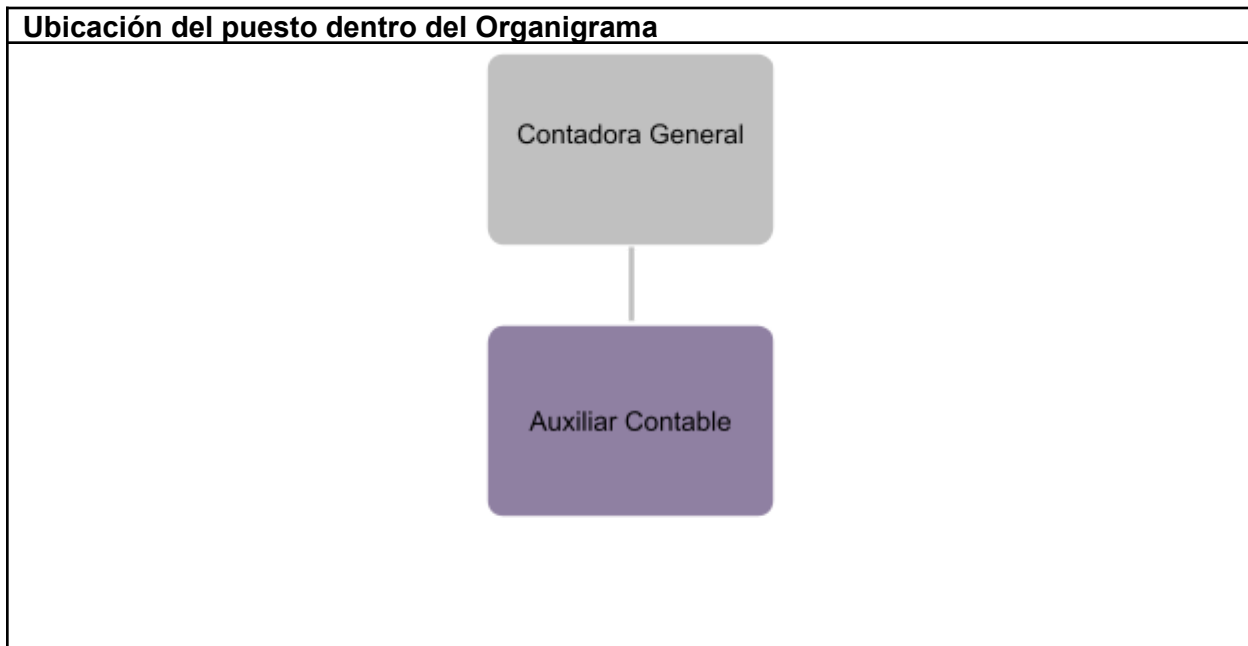 Ubicación del puesto dentro del Organigrama
Contadora General
Auxiliar Contable